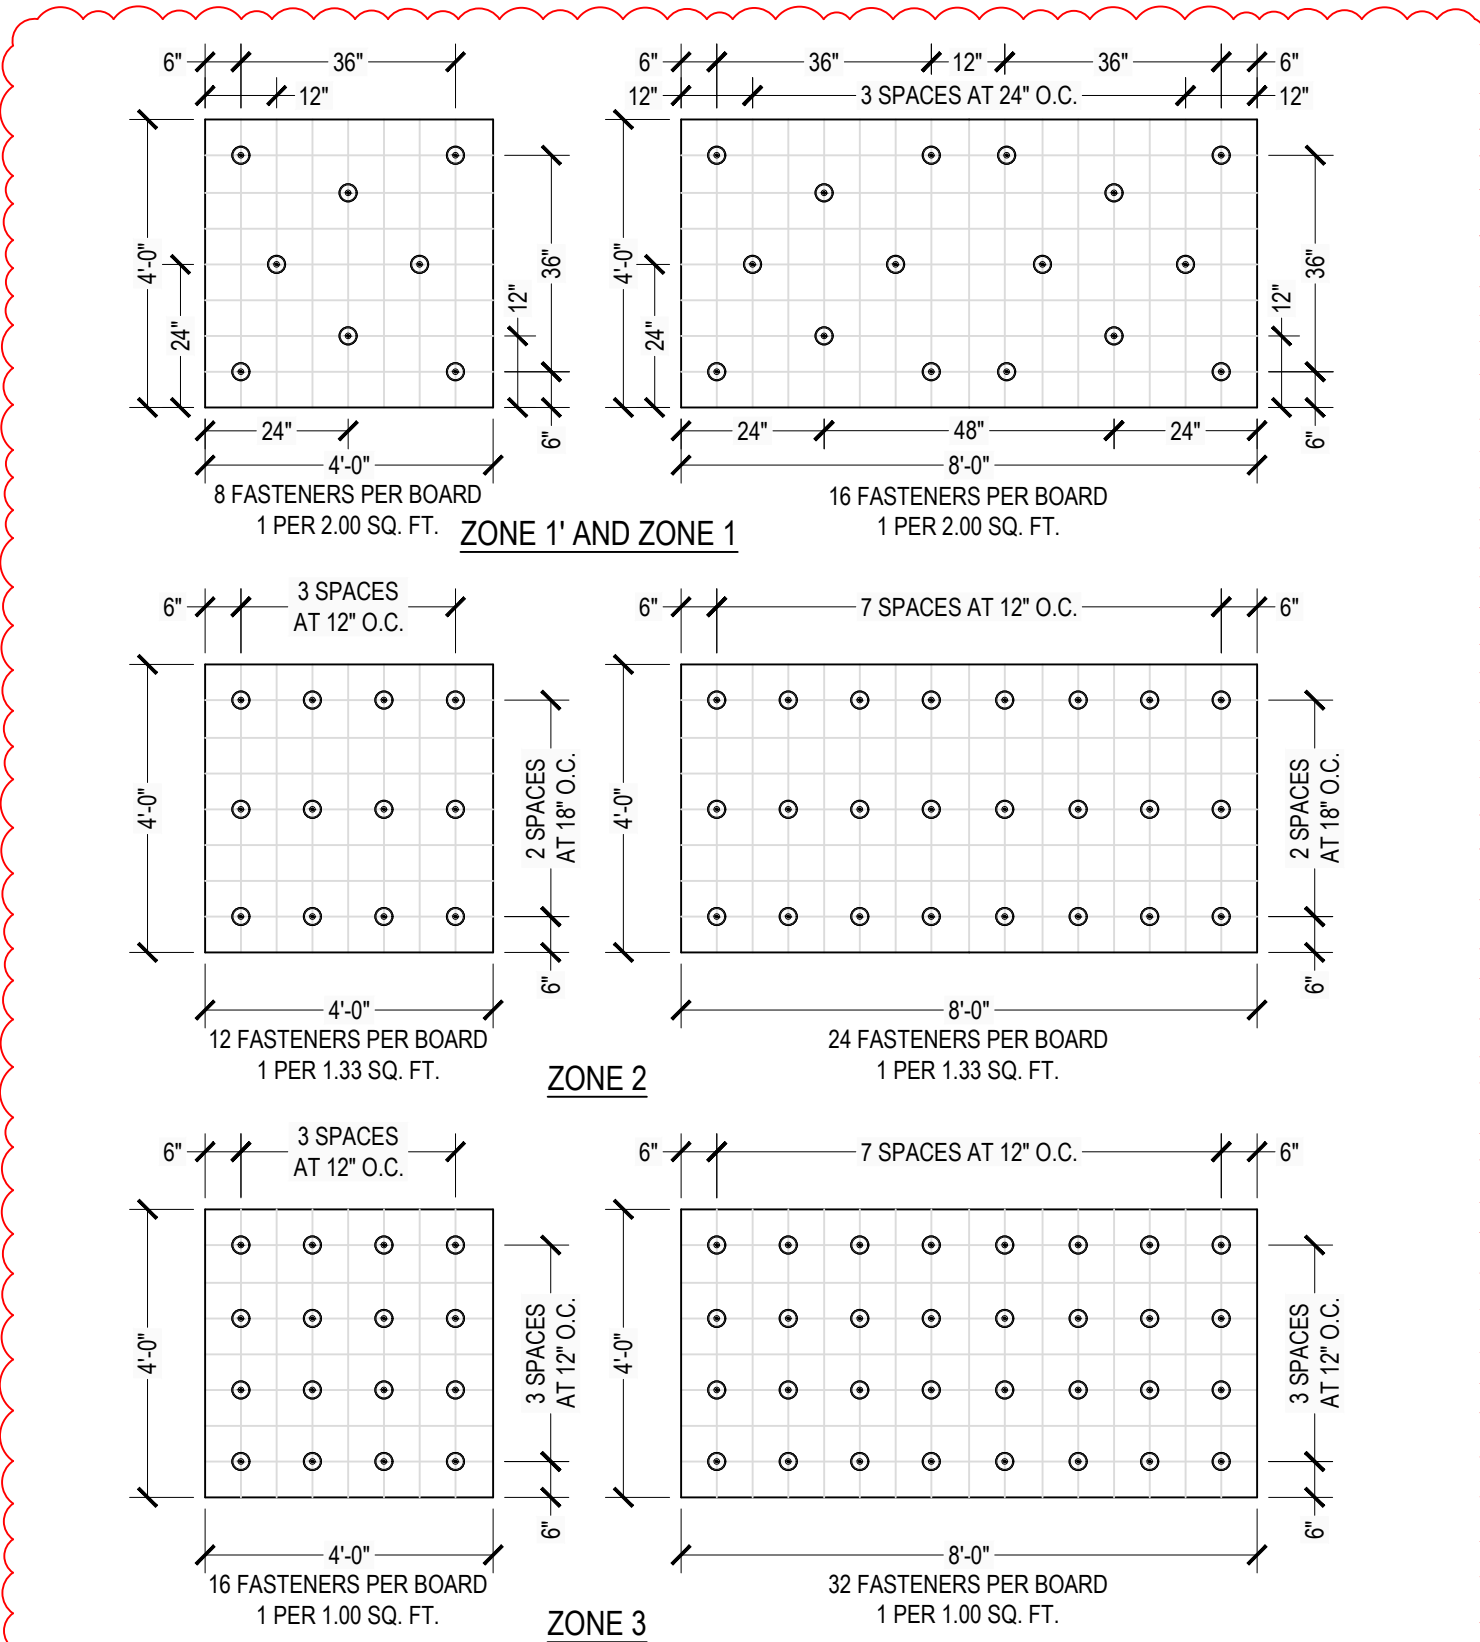 6" 36" 6" 36" 12" 36" 6"
12" 12" 3 SPACES AT 24" O.C. 12"
4'-0" 24" 36" 12" 6" 4'-0" 24" 36" 12" 6"
24" 24" 48" 24"
4'-0" 8'-0"
8 FASTENERS PER BOARD
1 PER 2.00 SQ. FT.
16 FASTENERS PER BOARD
1 PER 2.00 SQ. FT.
ZONE 1' AND ZONE 1
6" 3 SPACES
AT 12" O.C.
6" 7 SPACES AT 12" O.C. 6"
4'-0"
2 SPACES
AT 18" O.C.
6"
4'-0"
2 SPACES
AT 18" O.C.
6"
4'-0" 8'-0"
12 FASTENERS PER BOARD
1 PER 1.33 SQ. FT.
24 FASTENERS PER BOARD
1 PER 1.33 SQ. FT.
ZONE 2
6" 3 SPACES
AT 12" O.C.
6" 7 SPACES AT 12" O.C. 6"
4'-0"
3 SPACES
AT 12" O.C.
6"
4'-0"
3 SPACES
AT 12" O.C.
6"
4'-0" 8'-0"
16 FASTENERS PER BOARD
1 PER 1.00 SQ. FT.
32 FASTENERS PER BOARD
1 PER 1.00 SQ. FT.
ZONE 3